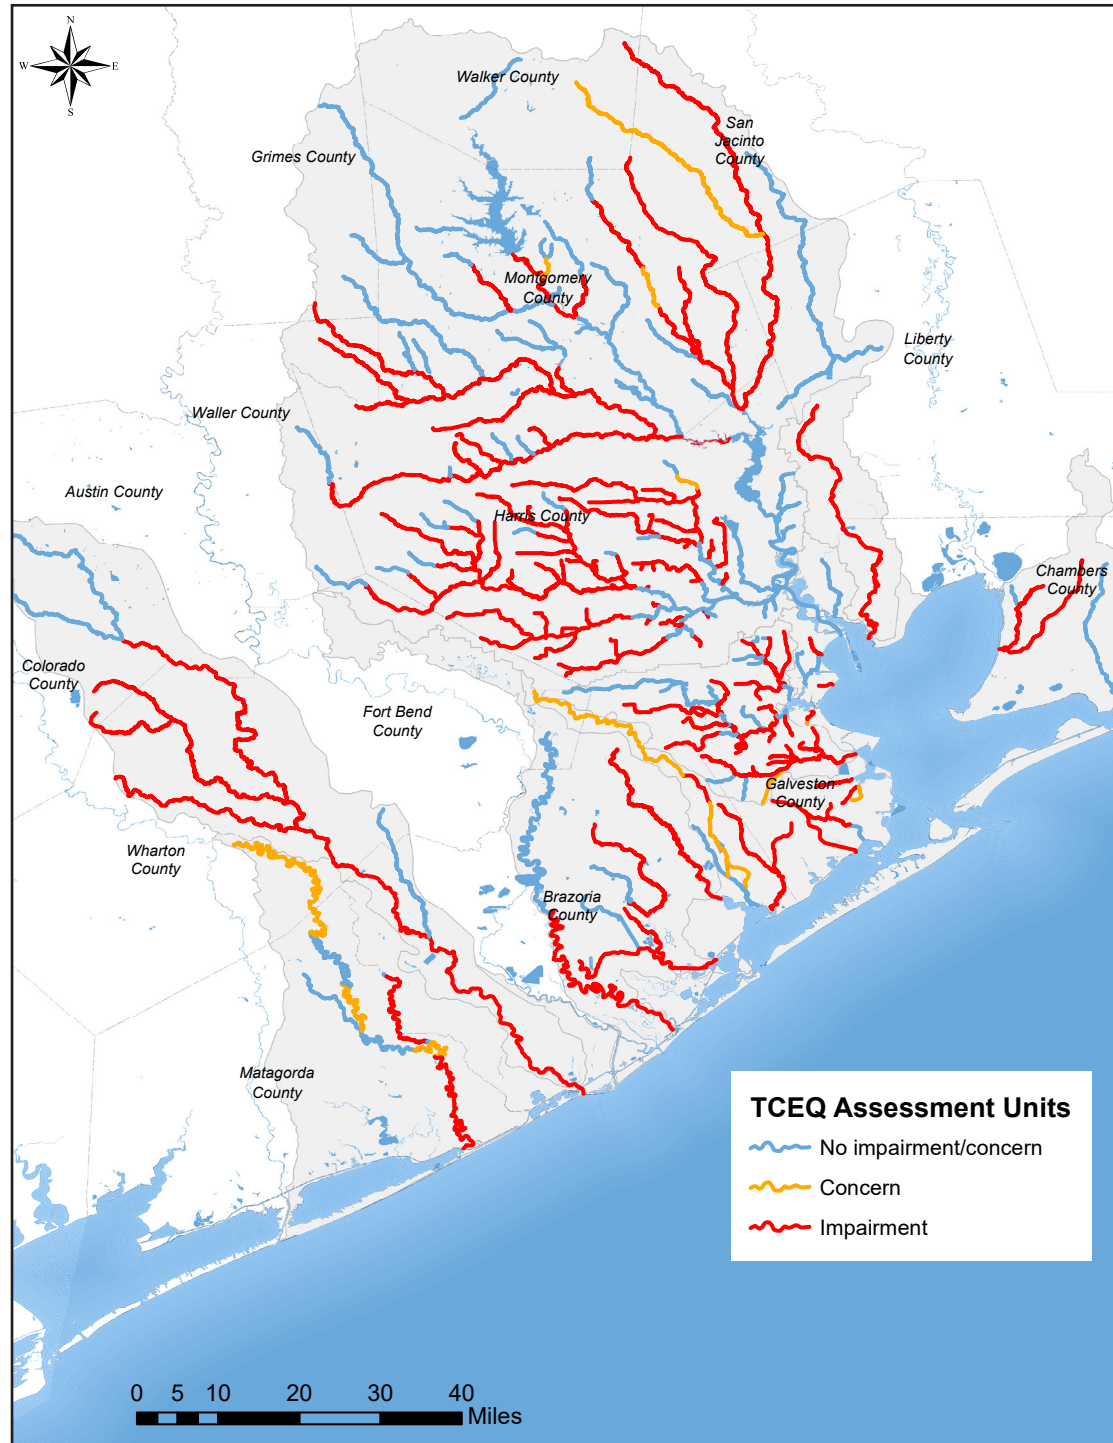 N
W
E
S
Walker County
San
Jacinto
County
Grimes County
Montgomery
County
Liberty
County
Waller County
Austin County
Harris County
Chambers
County
Colorado
County
Fort Bend
County
Galveston
County
Wharton
County
Brazoria
County
Matagorda
County
TCEQ Assessment Units
No impairment/concern
Concern
Impairment
0 5 10 20 30 40
Miles